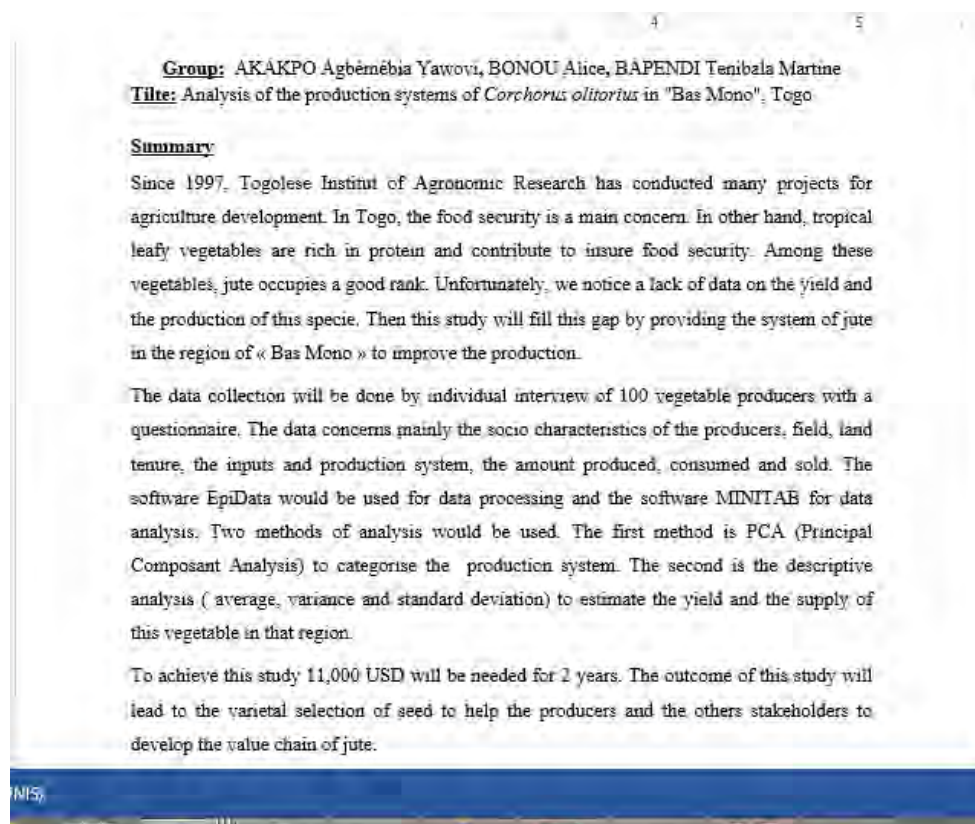 4 5
Group: AKAKPO Agbémébia Yawovi, BONOU Alice, BAPENDI Tenibala Martine
Tilte: Analysis of the production systems of Corchorus olitorius in "Bas Mono", Togo
Summary
Since 1997, Togolese Institut of Agronomic Research has conducted many projects for
agriculture development. In Togo, the food security is a main concern. In other hand, tropical
leafy vegetables are rich in protein and contribute to insure food security. Among these
vegetables, jute occupies a good rank. Unfortunately, we notice a lack of data on the yield and
the production of this specie. Then this study will fill this gap by providing the system of jute
in the region of « Bas Mono » to improve the production.
The data collection will be done by individual interview of 100 vegetable producers with a
questionnaire. The data concerns mainly the socio characteristics of the producers, field, land
tenure, the inputs and production system, the amount produced, consumed and sold. The
software EpiData would be used for data processing and the software MINITAB for data
analysis. Two methods of analysis would be used. The first method is PCA (Principal
Composant Analysis) to categorise the production system. The second is the descriptive
analysis ( average, variance and standard deviation) to estimate the yield and the supply of
this vegetable in that region.
To achieve this study 11,000 USD will be needed for 2 years. The outcome of this study will
lead to the varietal selection of seed to help the producers and the others stakeholders to
develop the value chain of jute.
NIS)